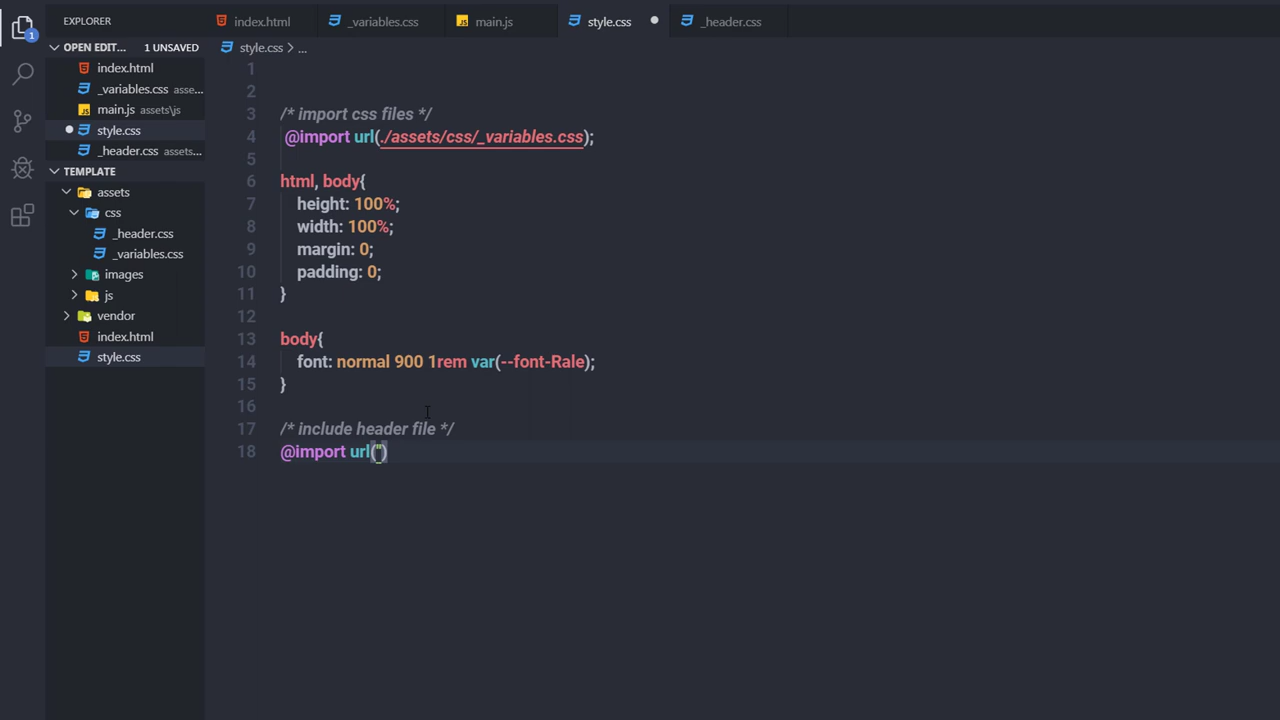 EXPLORER
index.html
_variables.css
main.js
style.css
_header.css
OPEN EDIT... 1 UNSAVED
style.css > ...
index.html
_variables.css asse...
main.js assets\js
style.css
_header.css assets...
TEMPLATE
assets
css
_header.css
_variables.css
images
js
vendor
index.html
style.css
1
1
2
3 /* import css files */
4 @import url(./assets/css/_variables.css);
5
6 html, body{
7 height: 100%;
8 width: 100%;
9 margin: 0;
10 padding: 0;
11 }
12
13 body{
14 font: normal 900 1rem var(--font-Rale);
15 }
16
17 /* include header file */
18 @import url('')